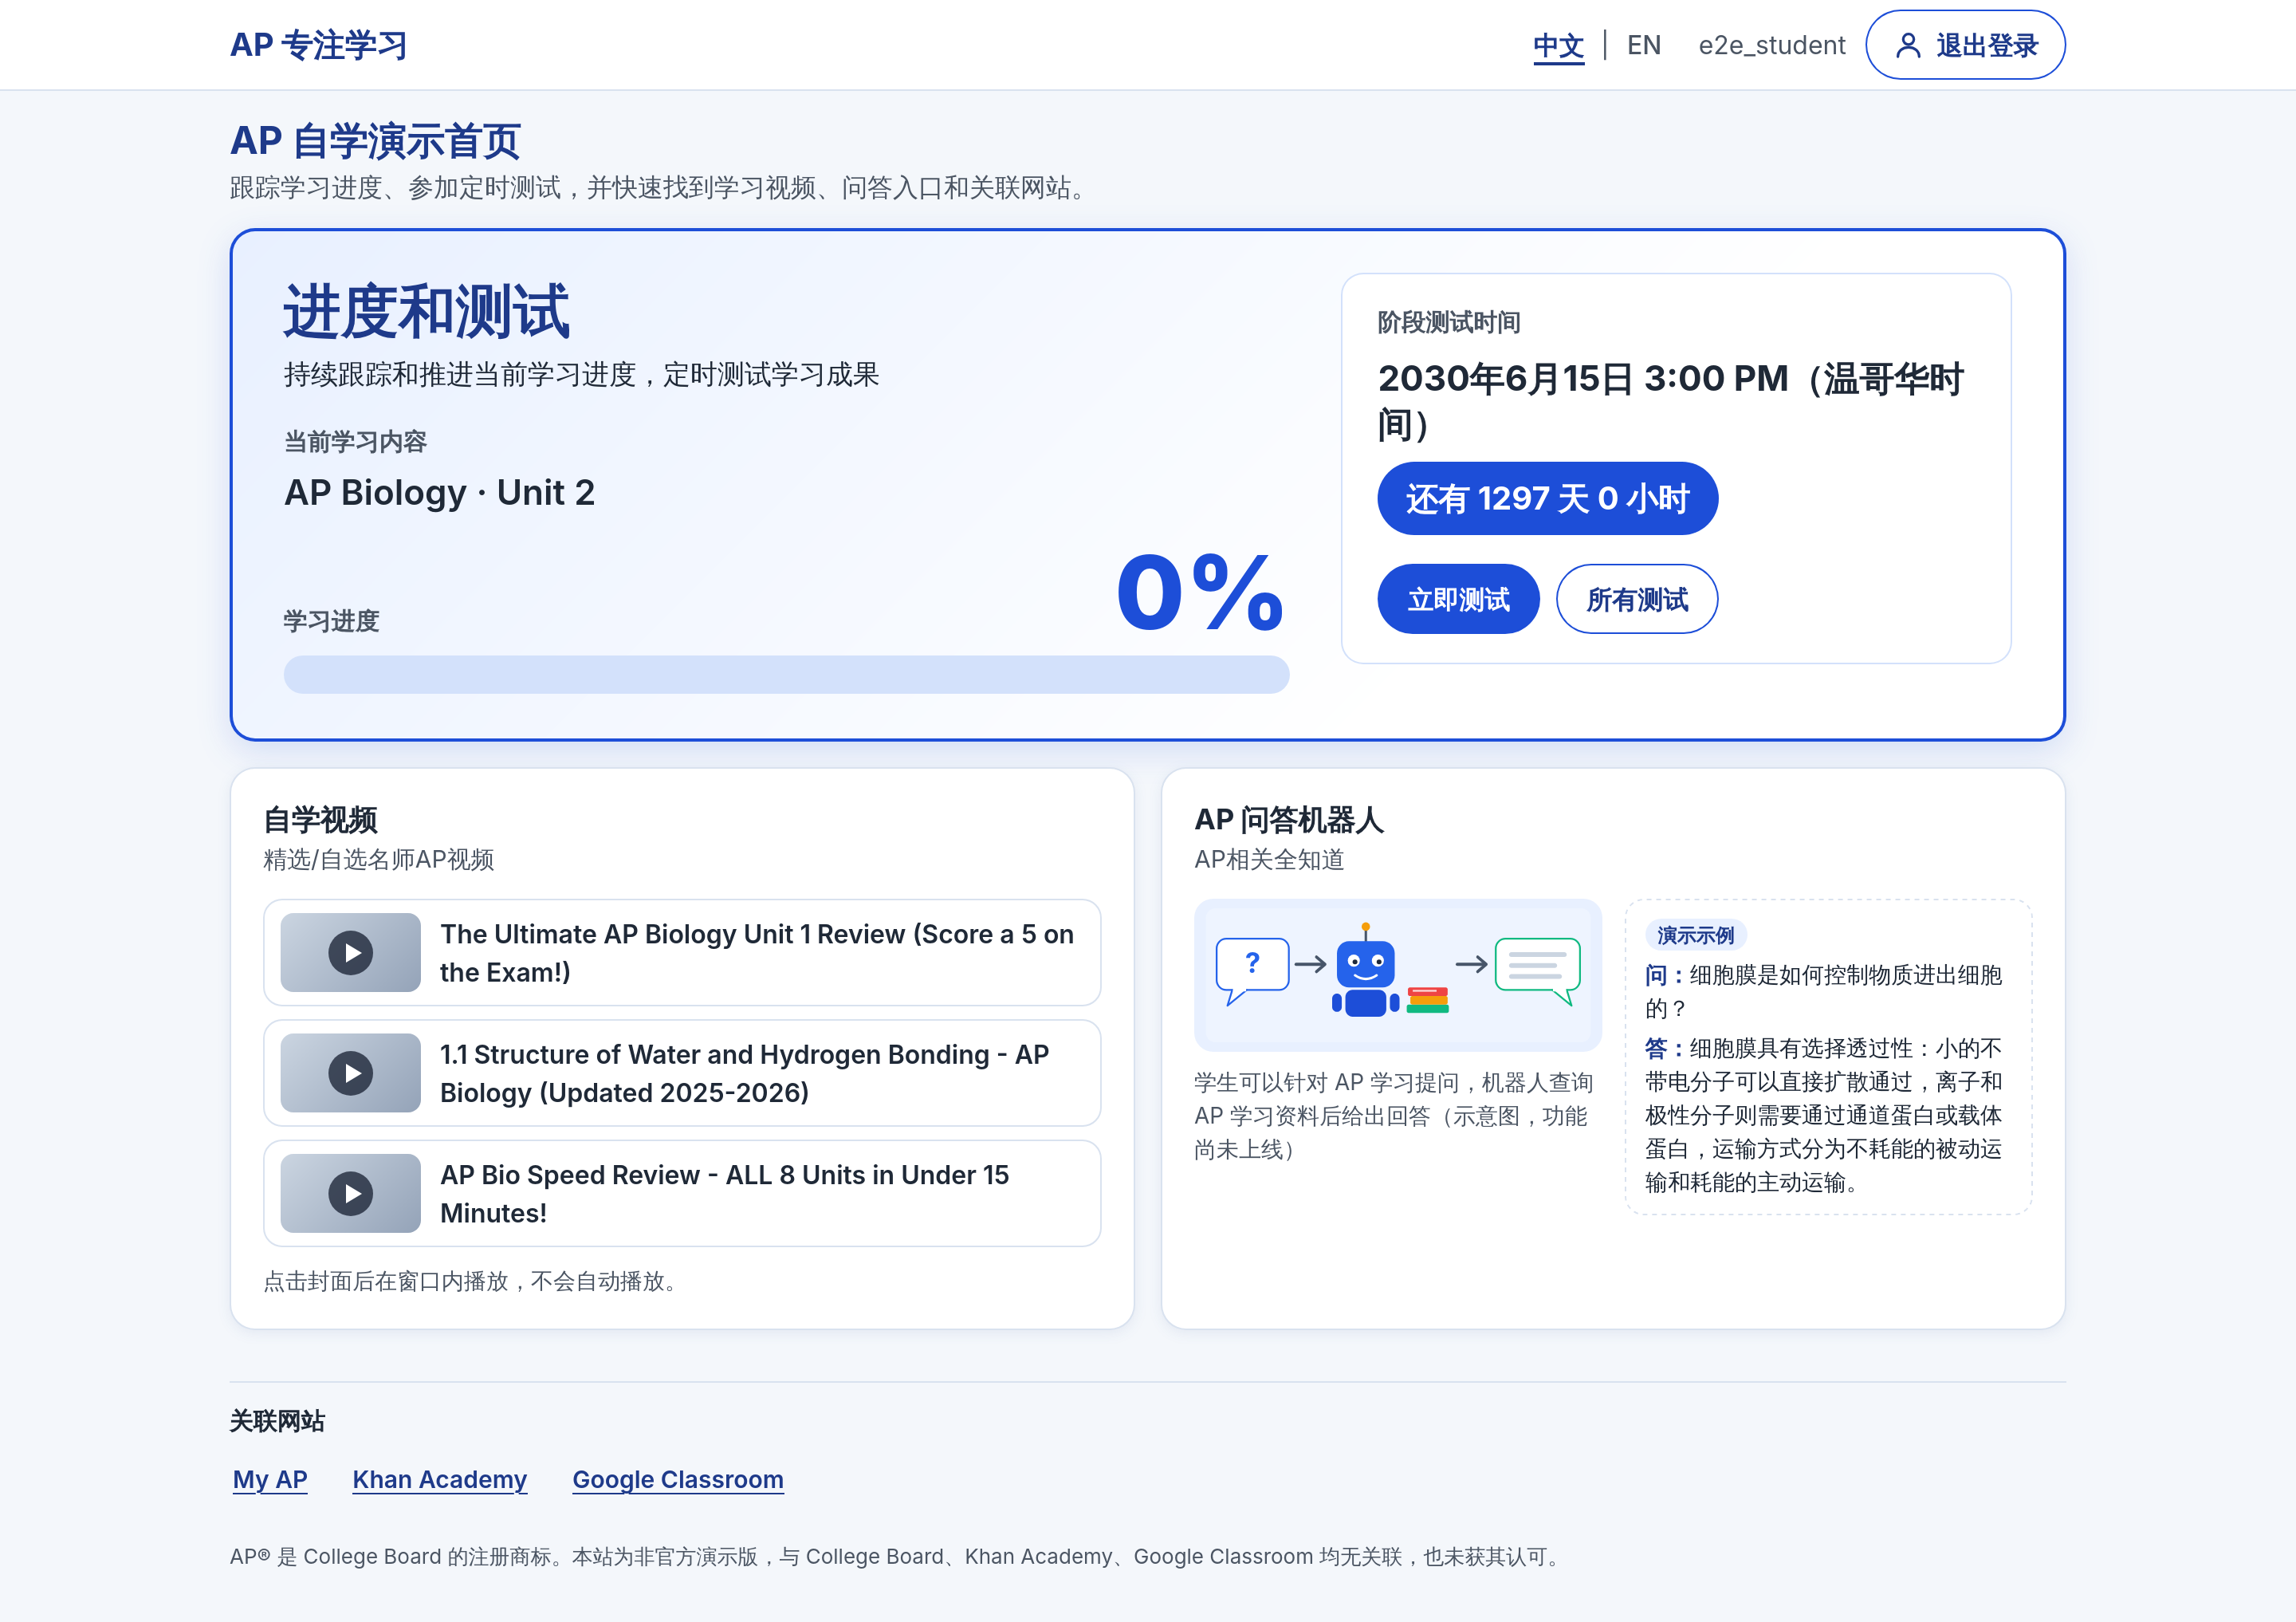 AP 专注学习
中文 | EN e2e_student 退出登录
AP 自学演示首页
跟踪学习进度、参加定时测试，并快速找到学习视频、问答入口和关联网站。
进度和测试
持续跟踪和推进当前学习进度，定时测试学习成果
当前学习内容
AP Biology · Unit 2
学习进度
0%
阶段测试时间
2030年6月15日 3:00 PM（温哥华时
间）
还有 1297 天 0 小时
立即测试 所有测试
自学视频
精选/自选名师AP视频
The Ultimate AP Biology Unit 1 Review (Score a 5 on
the Exam!)
1.1 Structure of Water and Hydrogen Bonding - AP
Biology (Updated 2025-2026)
AP Bio Speed Review - ALL 8 Units in Under 15
Minutes!
点击封面后在窗口内播放，不会自动播放。
AP 问答机器人
AP相关全知道
?
学生可以针对 AP 学习提问，机器人查询
AP 学习资料后给出回答（示意图，功能
尚未上线）
演示示例
问：细胞膜是如何控制物质进出细胞
的？
答：细胞膜具有选择透过性：小的不
带电分子可以直接扩散通过，离子和
极性分子则需要通过通道蛋白或载体
蛋白，运输方式分为不耗能的被动运
输和耗能的主动运输。
关联网站
My AP Khan Academy Google Classroom
AP® 是 College Board 的注册商标。本站为非官方演示版，与 College Board、Khan Academy、Google Classroom 均无关联，也未获其认可。